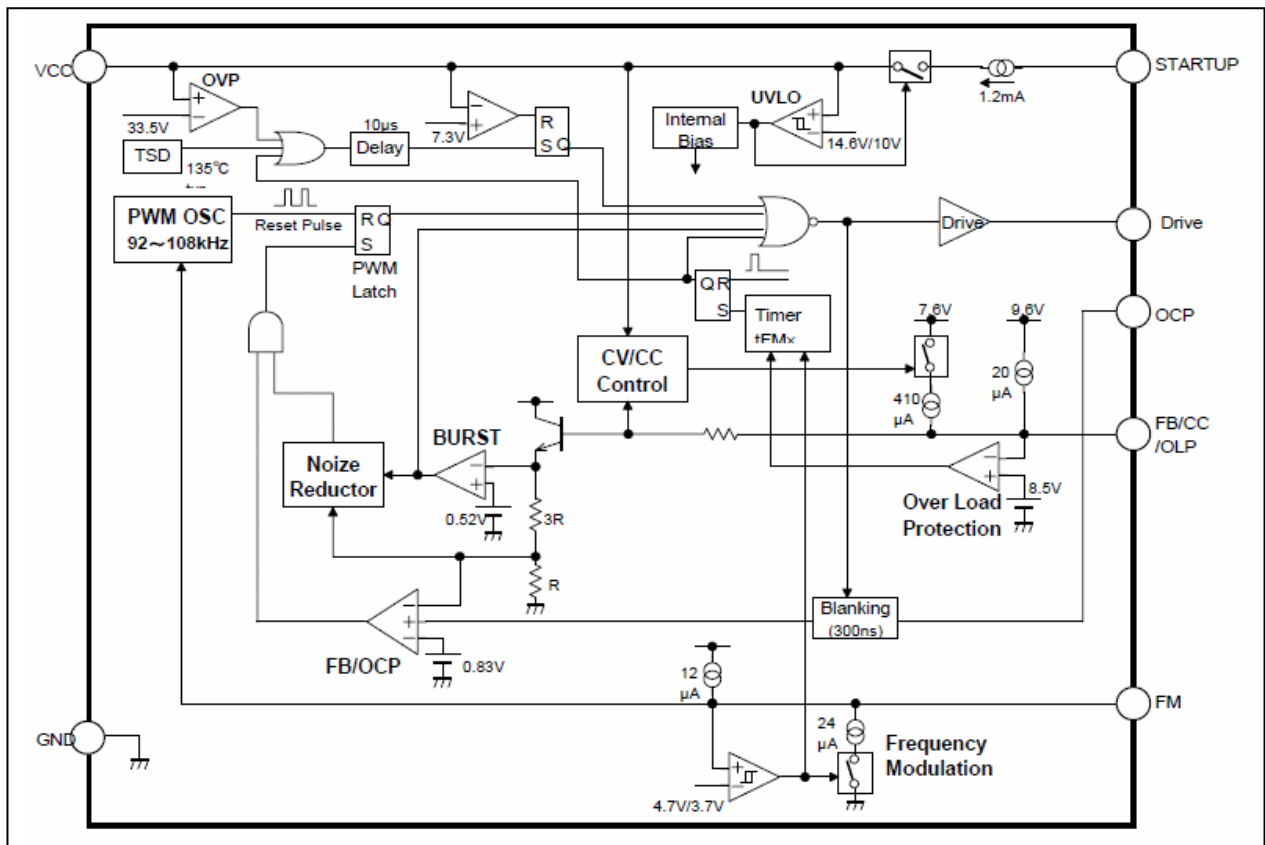 VCC
OVP
33.5V
TSD
135℃
10μs
Delay
7.3V
R
S Q
Internal
Bias
UVLO
14.6V/10V
1.2mA
STARTUP
PWM OSC
92～108kHz
Reset Pulse
R Q
S
PWM
Latch
Drive
Drive
Q R
S
Timer
OCP
7.6V
9.6V
CV/CC
Control
410
μA
20
μA
FB/CC
/OLP
BURST
Noize
Reductor
0.52V
3R
R
8.5V
Over Load
Protection
Blanking
(300ns)
FB/OCP
0.83V
12
μA
FM
24
μA
GND
Frequency
Modulation
4.7V/3.7V
+
−
−
+
+
−
−
+
−
+
−
+
−
+
−